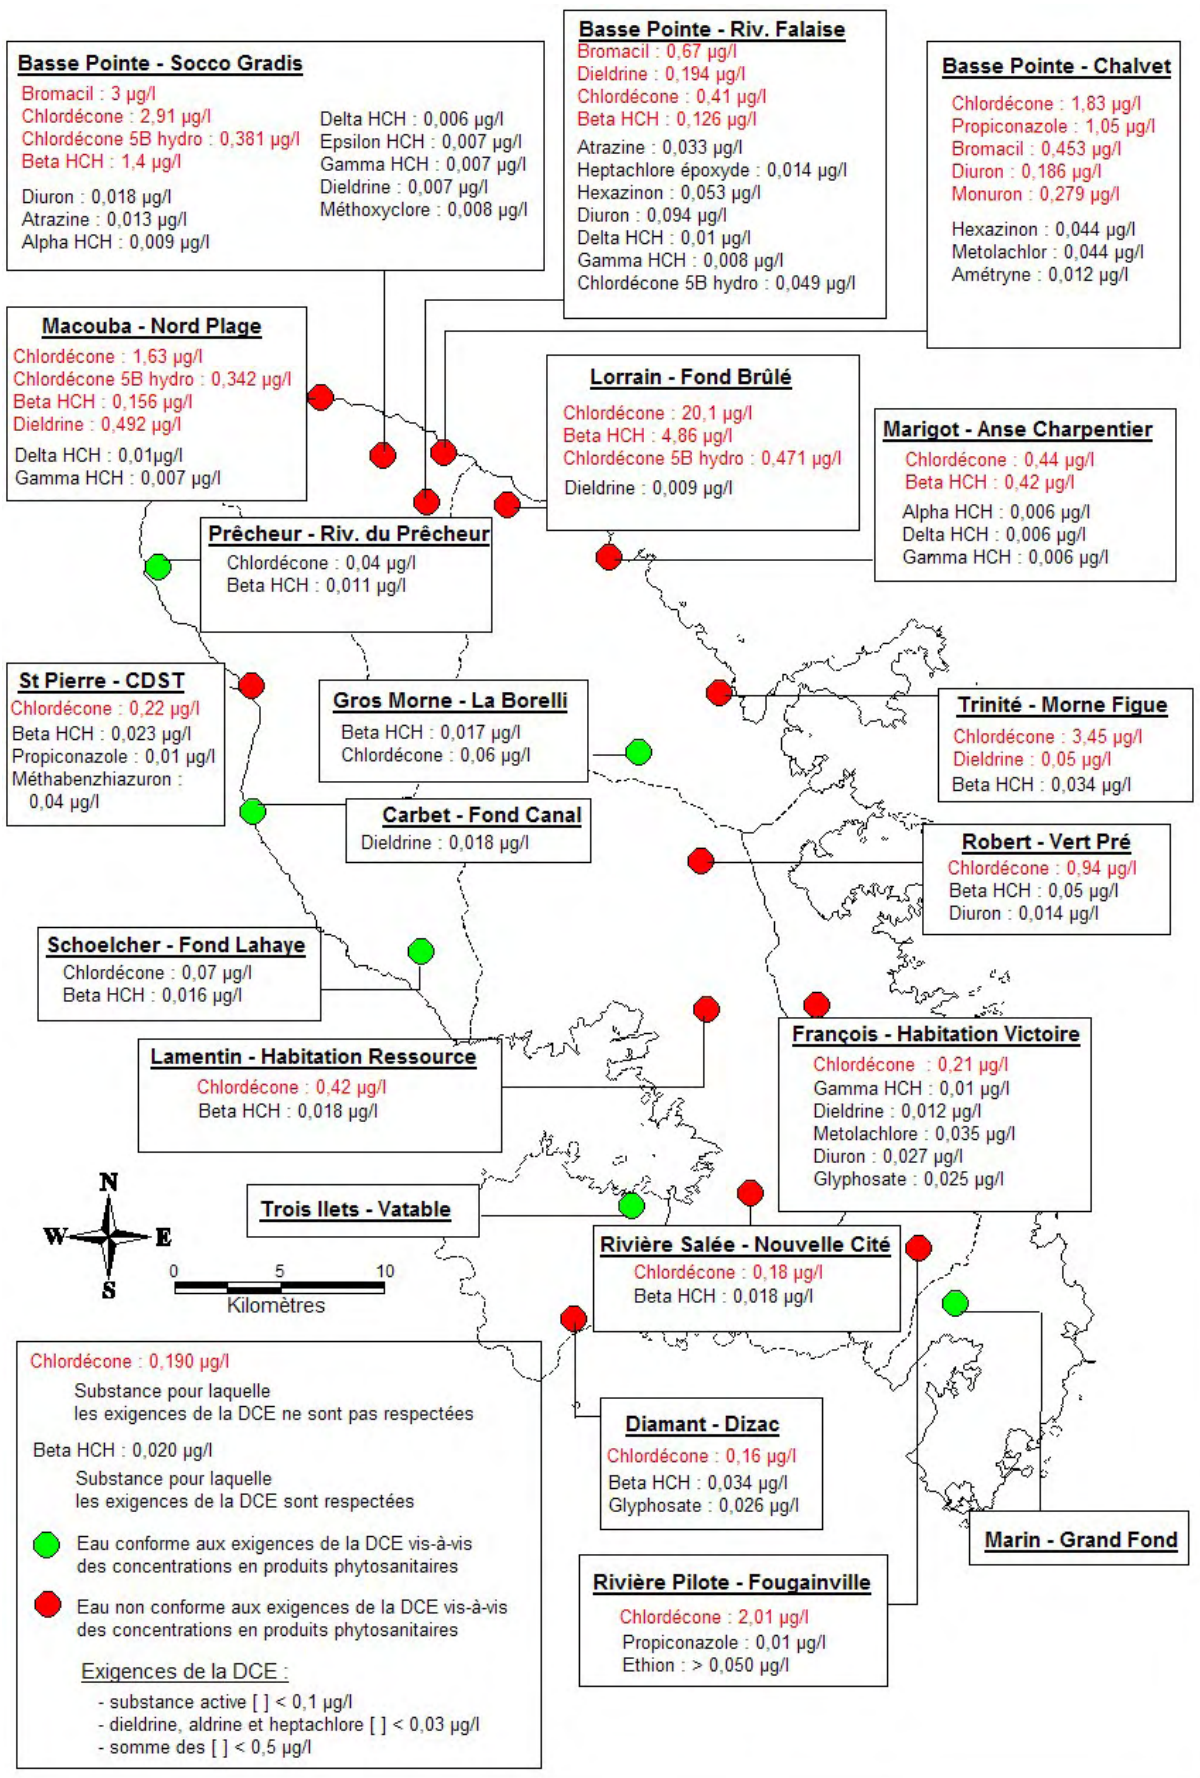 Basse Pointe - Socco Gradis
Bromacil : 3 µg/l
Chlordécone : 2,91 µg/l
Chlordécone 5B hydro : 0,381 µg/l
Beta HCH : 1,4 µg/l
Diuron : 0,018 µg/l
Atrazine : 0,013 µg/l
Alpha HCH : 0,009 µg/l
Delta HCH : 0,006 µg/l
Epsilon HCH : 0,007 µg/l
Gamma HCH : 0,007 µg/l
Dieldrine : 0,007 µg/l
Méthoxyclore : 0,008 µg/l
Basse Pointe - Riv. Falaise
Bromacil : 0,67 µg/l
Dieldrine : 0,194 µg/l
Chlordécone : 0,41 µg/l
Beta HCH : 0,126 µg/l
Atrazine : 0,033 µg/l
Heptachlore époxyde : 0,014 µg/l
Hexazinon : 0,053 µg/l
Diuron : 0,094 µg/l
Delta HCH : 0,01 µg/l
Gamma HCH : 0,008 µg/l
Chlordécone 5B hydro : 0,049 µg/l
Basse Pointe - Chalvet
Chlordécone : 1,83 µg/l
Propiconazole : 1,05 µg/l
Bromacil : 0,453 µg/l
Diuron : 0,186 µg/l
Monuron : 0,279 µg/l
Hexazinon : 0,044 µg/l
Metolachlor : 0,044 µg/l
Amétryne : 0,012 µg/l
Macouba - Nord Plage
Chlordécone : 1,63 µg/l
Chlordécone 5B hydro : 0,342 µg/l
Beta HCH : 0,156 µg/l
Dieldrine : 0,492 µg/l
Delta HCH : 0,01µg/l
Gamma HCH : 0,007 µg/l
Lorrain - Fond Brûlé
Chlordécone : 20,1 µg/l
Beta HCH : 4,86 µg/l
Chlordécone 5B hydro : 0,471 µg/l
Dieldrine : 0,009 µg/l
Marigot - Anse Charpentier
Chlordécone : 0,44 µg/l
Beta HCH : 0,42 µg/l
Alpha HCH : 0,006 µg/l
Delta HCH : 0,006 µg/l
Gamma HCH : 0,006 µg/l
Prêcheur - Riv. du Prêcheur
Chlordécone : 0,04 µg/l
Beta HCH : 0,011 µg/l
St Pierre - CDST
Chlordécone : 0,22 µg/l
Beta HCH : 0,023 µg/l
Propiconazole : 0,01 µg/l
Méthabenzhiazuron :
0,04 µg/l
Gros Morne - La Borelli
Beta HCH : 0,017 µg/l
Chlordécone : 0,06 µg/l
Trinité - Morne Figue
Chlordécone : 3,45 µg/l
Dieldrine : 0,05 µg/l
Beta HCH : 0,034 µg/l
Carbet - Fond Canal
Dieldrine : 0,018 µg/l
Robert - Vert Pré
Chlordécone : 0,94 µg/l
Beta HCH : 0,05 µg/l
Diuron : 0,014 µg/l
Schoelcher - Fond Lahaye
Chlordécone : 0,07 µg/l
Beta HCH : 0,016 µg/l
Lamentin - Habitation Ressource
Chlordécone : 0,42 µg/l
Beta HCH : 0,018 µg/l
François - Habitation Victoire
Chlordécone : 0,21 µg/l
Gamma HCH : 0,01 µg/l
Dieldrine : 0,012 µg/l
Metolachlore : 0,035 µg/l
Diuron : 0,027 µg/l
Glyphosate : 0,025 µg/l
Trois Ilets - Vatable
Rivière Salée - Nouvelle Cité
Chlordécone : 0,18 µg/l
Beta HCH : 0,018 µg/l
N
W E
S
0 5 10
Kilomètres
Diamant - Dizac
Chlordécone : 0,16 µg/l
Beta HCH : 0,034 µg/l
Glyphosate : 0,026 µg/l
Marin - Grand Fond
Rivière Pilote - Fougainville
Chlordécone : 2,01 µg/l
Propiconazole : 0,01 µg/l
Ethion : > 0,050 µg/l
Chlordécone : 0,190 µg/l
Substance pour laquelle
les exigences de la DCE ne sont pas respectées
Beta HCH : 0,020 µg/l
Substance pour laquelle
les exigences de la DCE sont respectées
Eau conforme aux exigences de la DCE vis-à-vis
des concentrations en produits phytosanitaires
Eau non conforme aux exigences de la DCE vis-à-vis
des concentrations en produits phytosanitaires
Exigences de la DCE :
- substance active [ ] < 0,1 µg/l
- dieldrine, aldrine et heptachlore [ ] < 0,03 µg/l
- somme des [ ] < 0,5 µg/l